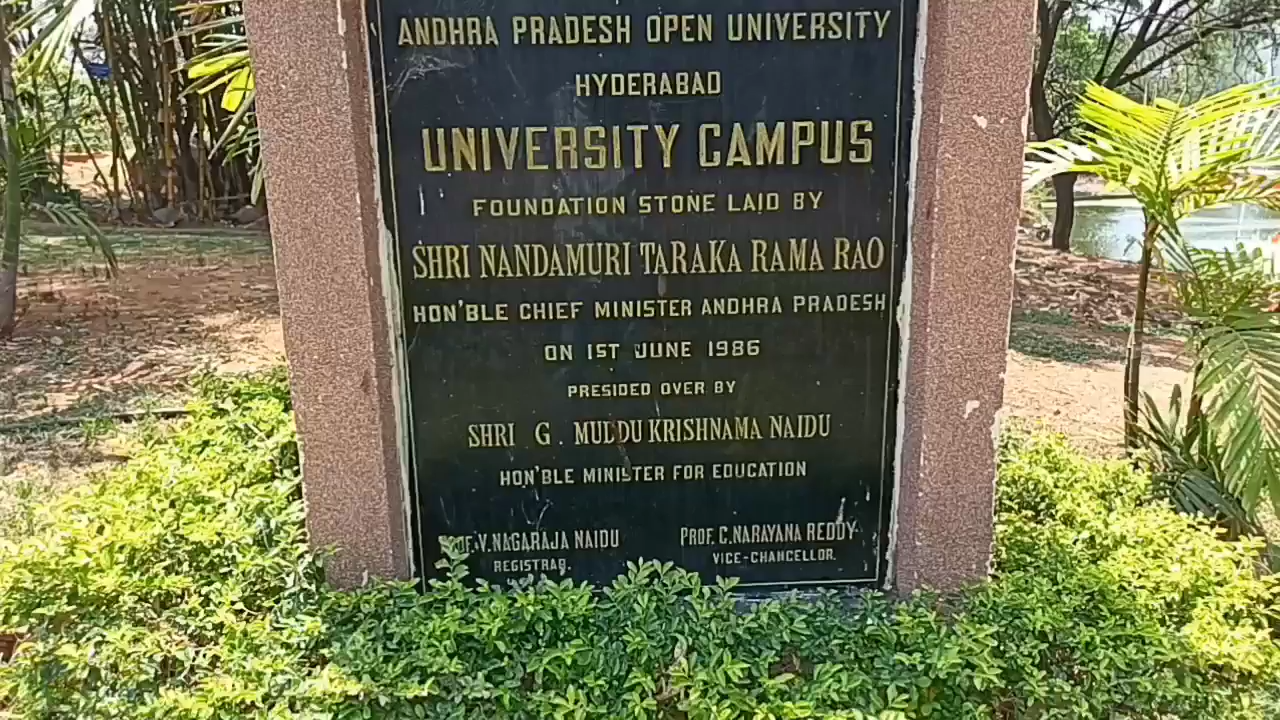 ANDHRA PRADESH OPEN UNIVERSITY
HYDERABAD
UNIVERSITY CAMPUS
FOUNDATION STONE LAID BY
SHRI NANDAMURI TARAKA RAMA RAO
HON'BLE CHIEF MINISTER ANDHRA PRADESH
ON 1ST JUNE 1986
PRESIDED OVER BY
SHRI G. MUDDU KRISHNAMA NAIDU
HON'BLE MINISTER FOR EDUCATION
PROF. V. NAGARAJA NAIDU
REGISTRAR.
PROF. C. NARAYANA REDDY
VICE-CHANCELLOR.